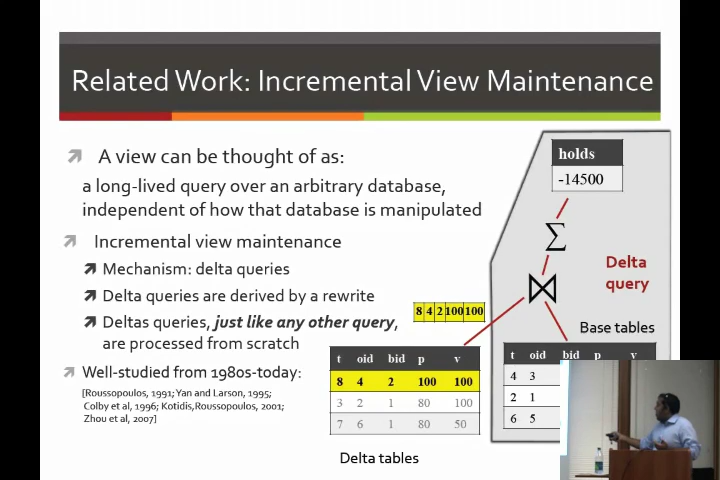 Related Work: Incremental View Maintenance
A view can be thought of as:
a long-lived query over an arbitrary database,
independent of how that database is manipulated
Incremental view maintenance
Mechanism: delta queries
Delta queries are derived by a rewrite
Deltas queries, just like any other query,
are processed from scratch
Well-studied from 1980s-today:
[Roussopoulos, 1991; Yan and Larson, 1995;
Colby et al, 1996; Kotidis,Roussopoulos, 2001;
Zhou et al, 2007]
holds
-14500
Σ
⋈
Delta
query
8 4 2 100 100
Base tables
t oid bid p v
8 4 2 100 100
3 2 1 80 100
7 6 1 80 50
Delta tables
t oid bid p v
4 3
2 1
6 5